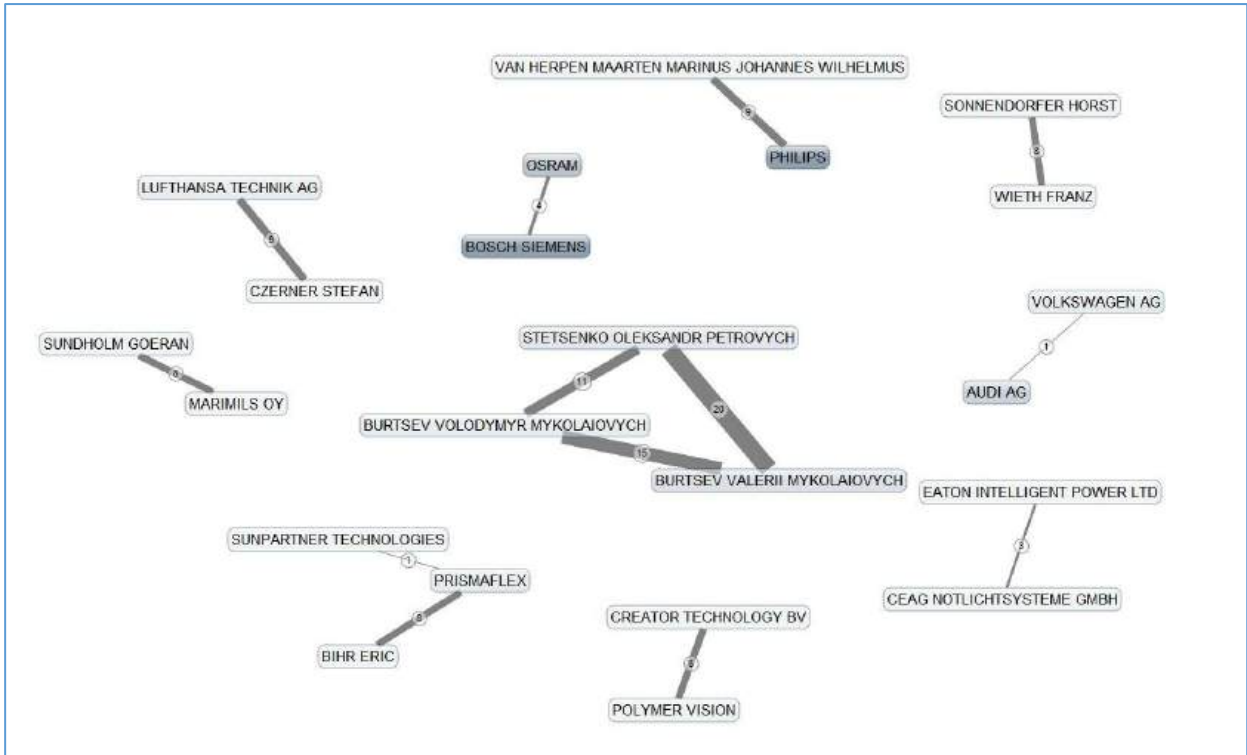 VAN HERPEN MAARTEN MARINUS JOHANNES WILHELMUS
9
PHILIPS
SONNENDORFER HORST
8
WIETH FRANZ
OSRAM
4
BOSCH SIEMENS
LUFTHANSA TECHNIK AG
CZERNER STEFAN
VOLKSWAGEN AG
1
AUDI AG
SUNDHOLM GOERAN
MARIMILS OY
STETSENKO OLEKSANDR PETROVYCH
11
20
BURTSEV VOLODYMYR MYKOLAIOVYCH
15
BURTSEV VALERII MYKOLAIOVYCH
EATON INTELLIGENT POWER LTD
3
CEAG NOTLICHTSYSTEME GMBH
SUNPARTNER TECHNOLOGIES
1
PRISMAFLEX
BIHR ERIC
CREATOR TECHNOLOGY BV
POLYMER VISION